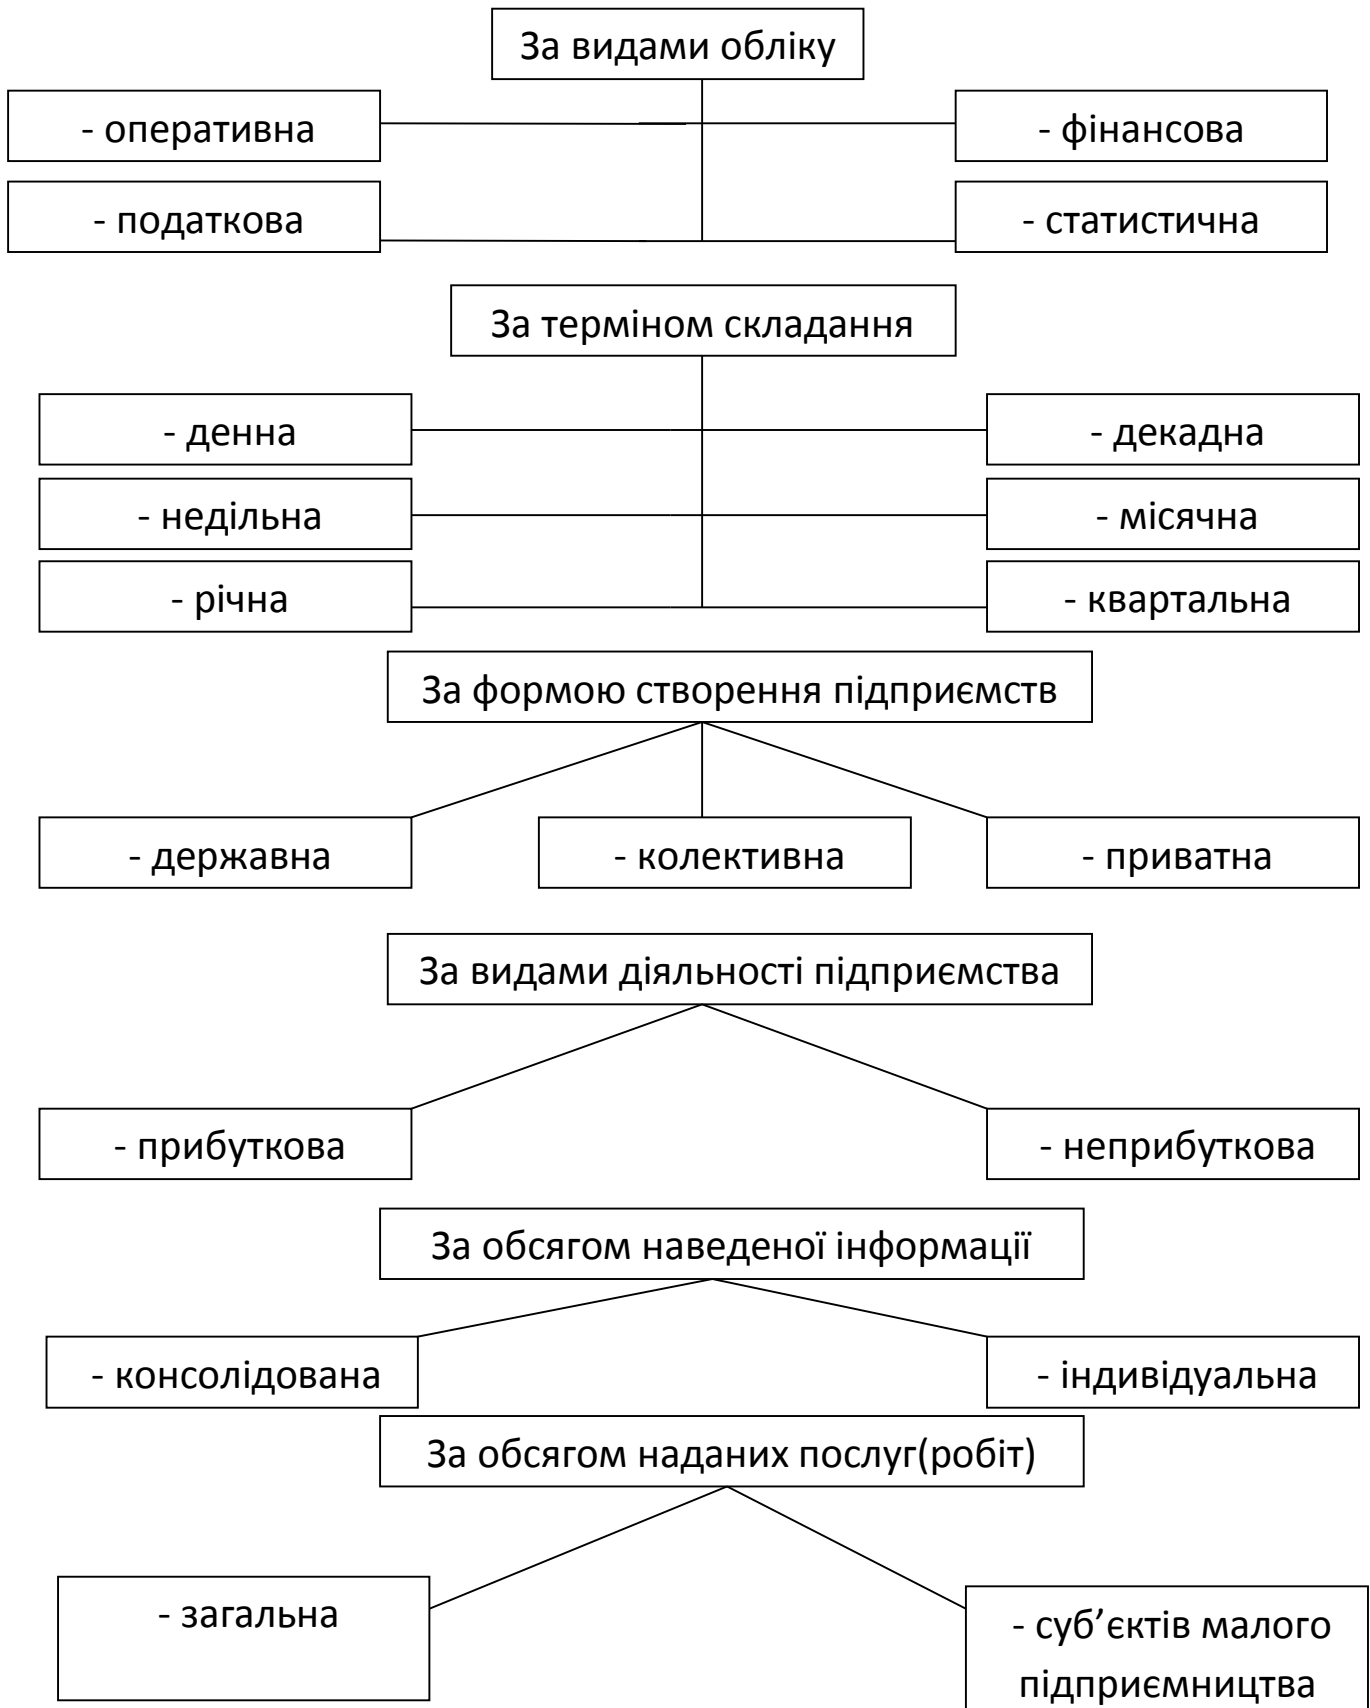 За видами обліку
- оперативна
- фінансова
- податкова
- статистична
За терміном складання
- денна
- декадна
- недільна
- місячна
- річна
- квартальна
За формою створення підприємств
- державна
- колективна
- приватна
За видами діяльності підприємства
- прибуткова
- неприбуткова
За обсягом наведеної інформації
- консолідована
- індивідуальна
За обсягом наданих послуг(робіт)
- загальна
- суб’єктів малого
підприємництва